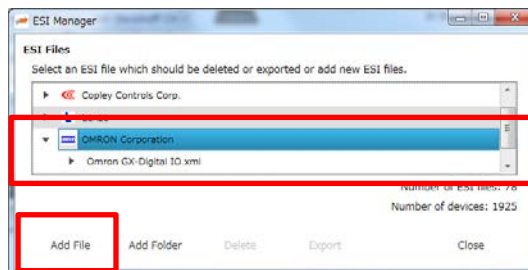 ESI Manager
ESI Files
Select an ESI file which should be deleted or exported or add new ESI files.
Copley Controls Corp.
OMRON Corporation
Omron GX-Digital IO.xml
Number of ESI files: 78
Number of devices: 1925
Add File Add Folder Delete Export Close